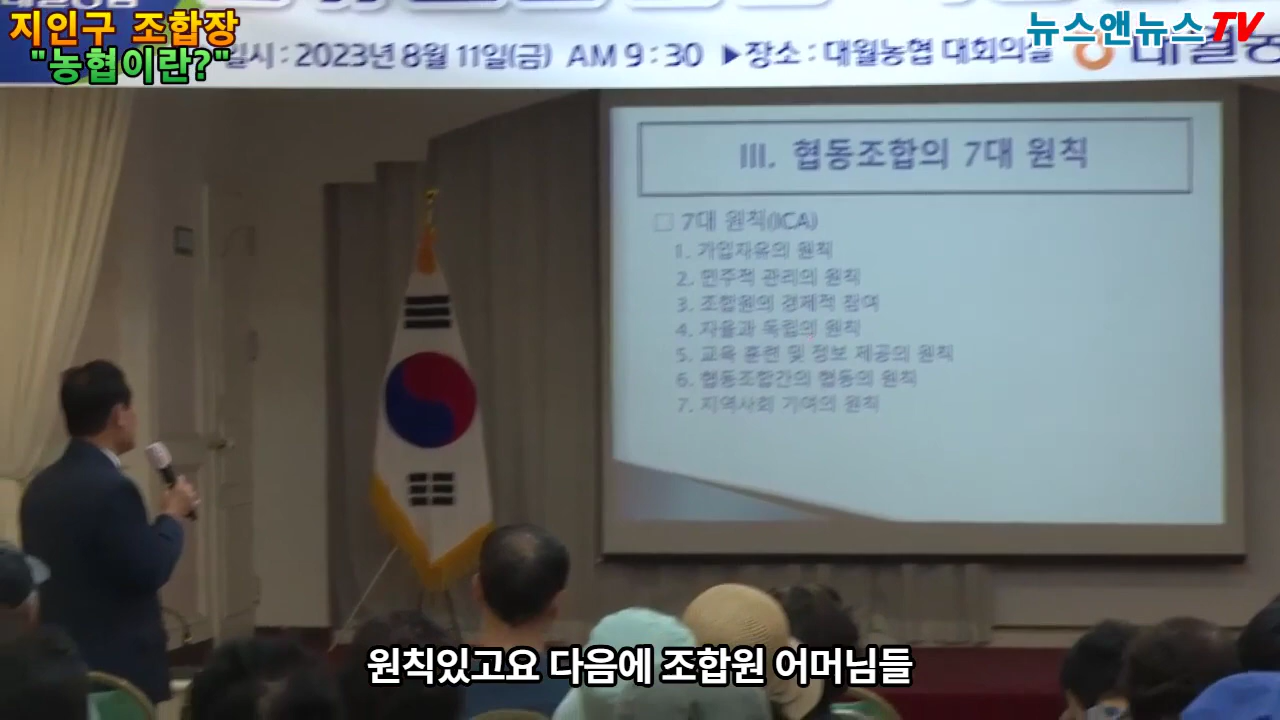 지인구 조합장
"농협이란?"
일시 : 2023년 8월 11일(금) AM 9 : 30 ▶장소 : 대월농협 대회의실
뉴스앤뉴스TV
III. 협동조합의 7대 원칙
□ 7대 원칙(ICA)
1. 가입자유의 원칙
2. 민주적 관리의 원칙
3. 조합원의 경제적 참여
4. 자율과 독립의 원칙
5. 교육 훈련 및 정보 제공의 원칙
6. 협동조합간의 협동의 원칙
7. 지역사회 기여의 원칙
원칙있고요 다음에 조합원 어머님들